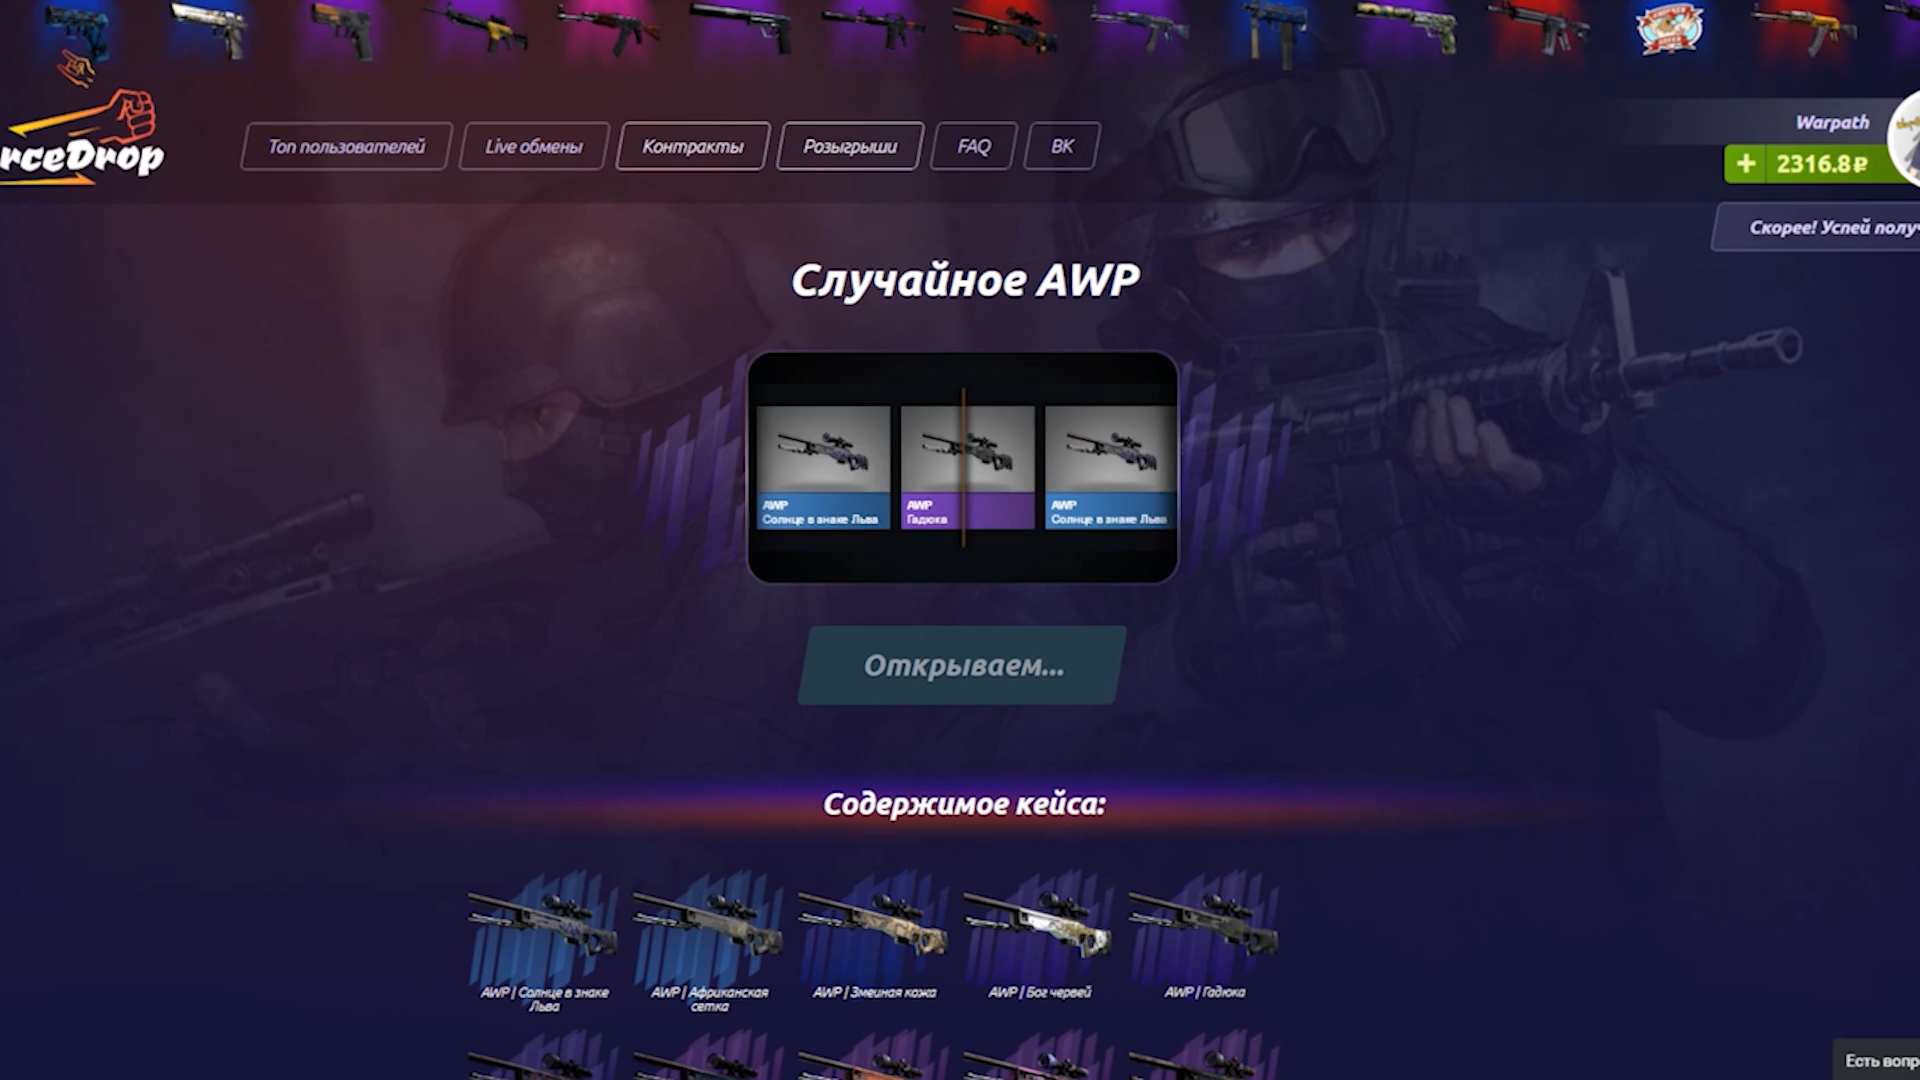 rceDrop
Топ пользователей
Live обмены
Контракты
Розыгрыши
FAQ
ВК
Warpath
+ 2316.8₽
Скорее! Успей получ
Случайное AWP
AWP
Солнце в знаке Льва
AWP
Гадюка
AWP
Солнце в знаке Льва
Открываем...
Содержимое кейса:
AWP | Солнце в знаке
Льва
AWP | Африканская
сетка
AWP | Змеиная кожа
AWP | Бог червей
AWP | Гадюка
Есть вопр